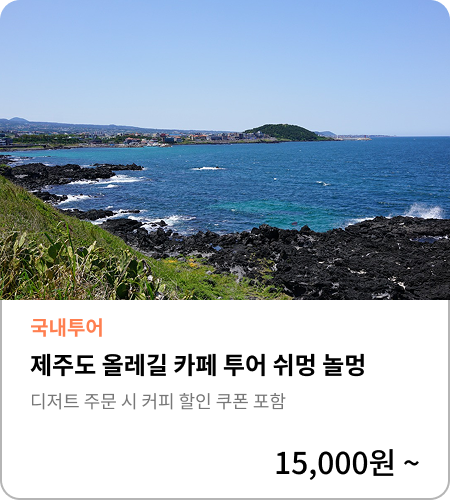 국내투어
제주도 올레길 카페 투어 쉬멍 놀멍
디저트 주문 시 커피 할인 쿠폰 포함
15,000원 ~